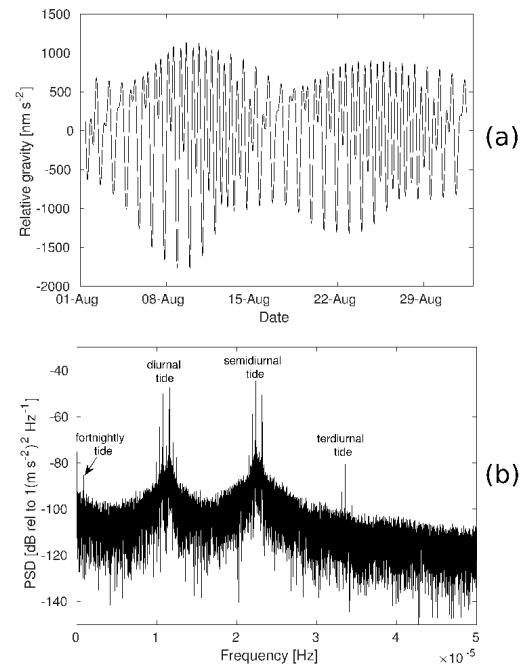 1500
1000
500
0
-500
-1000
-1500
-2000
Relative gravity [nm s-2]
01-Aug 08-Aug 15-Aug 22-Aug 29-Aug
Date
(a)
-40
-60
-80
-100
-120
-140
PSD [dB rel to 1(m s-2)2 Hz-1]
fortnightly
tide
diurnal
tide
semidiurnal
tide
terdiurnal
tide
(b)
0 1 2 3 4 5
Frequency [Hz] ×10-5